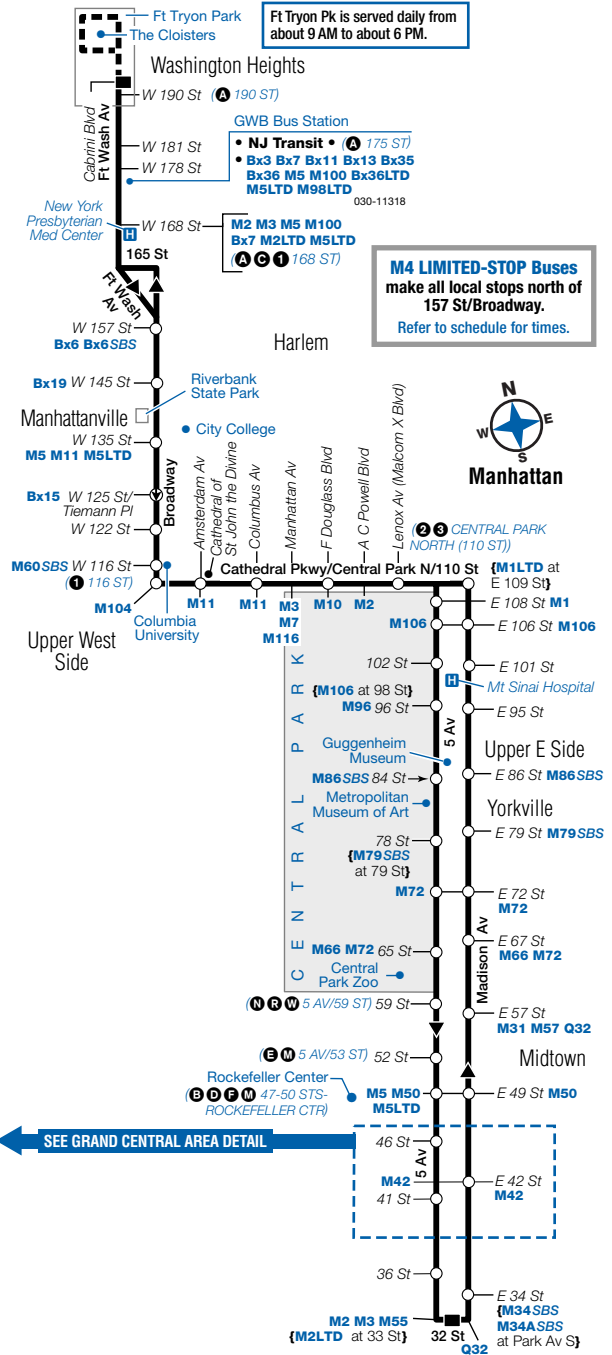 Ft Tryon Park
The Cloisters
Ft Tryon Pk is served daily from
about 9 AM to about 6 PM.
Washington Heights
W 190 St (A 190 ST)
Cabrini Blvd
Ft Wash Av
GWB Bus Station
• NJ Transit • (A 175 ST)
• Bx3 Bx7 Bx11 Bx13 Bx35
Bx36 M5 M100 Bx36LTD
M5LTD M98LTD
030-11318
W 181 St
W 178 St
New York
Presbyterian
Med Center
H
W 168 St
M2 M3 M5 M100
Bx7 M2LTD M5LTD
(A C 1 168 ST)
165 St
Ft Wash
Av
M4 LIMITED-STOP Buses
make all local stops north of
157 St/Broadway.
Refer to schedule for times.
W 157 St
Bx6 Bx6SBS
Harlem
Bx19 W 145 St
Riverbank
State Park
Manhattanville
City College
W 135 St
M5 M11 M5LTD
N
W E
S
Manhattan
Bx15 W 125 St/
Tiemann Pl
Broadway
W 122 St
M60SBS W 116 St
(1 116 ST)
M104
Columbia
University
Upper West
Side
Amsterdam Av
Cathedral of
St John the Divine
Columbus Av
Manhattan Av
F Douglass Blvd
A C Powell Blvd
Lenox Av (Malcom X Blvd)
(2 3 CENTRAL PARK
NORTH (110 ST))
Cathedral Pkwy/Central Park N/110 St
{M1LTD at
E 109 St}
M11
M11
M3
M7
M116
M10
M2
E 108 St M1
M106
E 106 St M106
CENTRAL PARK
102 St
E 101 St
H
Mt Sinai Hospital
{M106 at 98 St}
M96 96 St
E 95 St
5 Av
Guggenheim
Museum
Upper E Side
M86SBS 84 St
E 86 St M86SBS
Metropolitan
Museum of Art
Yorkville
78 St
{M79SBS
at 79 St}
E 79 St M79SBS
M72
E 72 St
M72
Madison Av
M66 M72 65 St
E 67 St
M66 M72
Central
Park Zoo
(N R W 5 AV/59 ST) 59 St
E 57 St
M31 M57 Q32
(E M 5 AV/53 ST) 52 St
Midtown
Rockefeller Center
(B D F M 47-50 STS-
ROCKEFELLER CTR)
M5 M50
M5LTD
E 49 St M50
SEE GRAND CENTRAL AREA DETAIL
46 St
5 Av
M42
E 42 St
M42
41 St
36 St
E 34 St
{M34SBS
M34ASBS
at Park Av S}
M2 M3 M55
{M2LTD at 33 St}
32 St
Q32